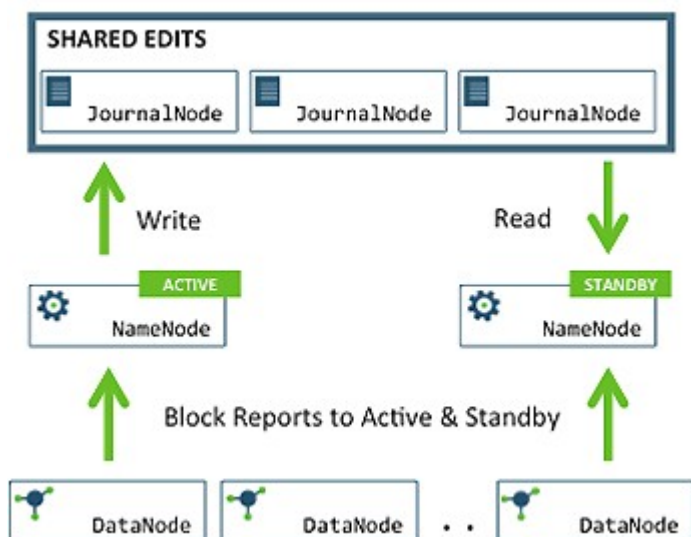 SHARED EDITS
JournalNode JournalNode JournalNode
Write Read
ACTIVE STANDBY
NameNode NameNode
Block Reports to Active & Standby
DataNode DataNode . . DataNode